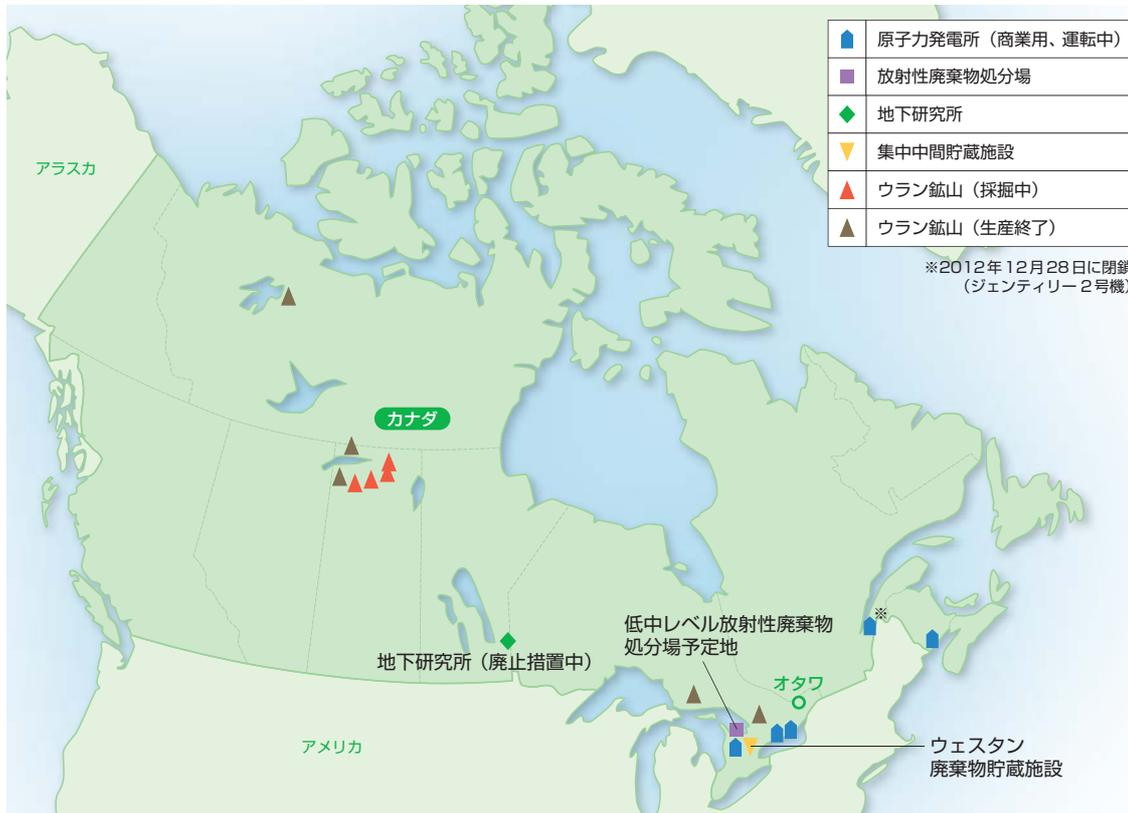 原子力発電所（商業用、運転中）
放射性廃棄物処分場
地下研究所
集中中間貯蔵施設
ウラン鉱山（採掘中）
ウラン鉱山（生産終了）
※2012年12月28日に閉鎖
（ジェンティリー2号機）
アラスカ
カナダ
※
低中レベル放射性廃棄物
処分場予定地
地下研究所（廃止措置中）
オタワ
アメリカ
ウェスタン
廃棄物貯蔵施設